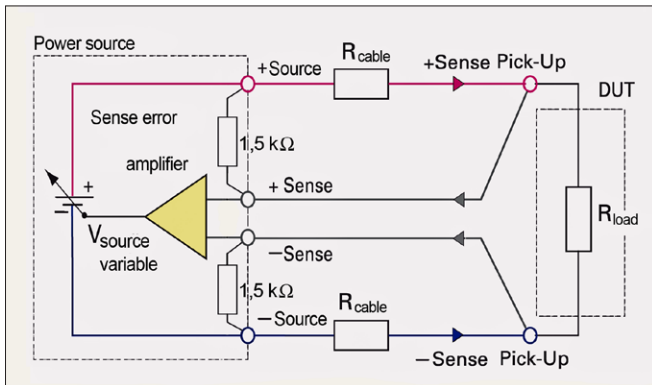 Power source
+Source
Rcable
+Sense Pick-Up
DUT
Sense error
amplifier
1,5 kΩ
+ Sense
+
−
Vsource
variable
Rload
−Sense
1,5 kΩ
−Source
Rcable
−Sense Pick-Up